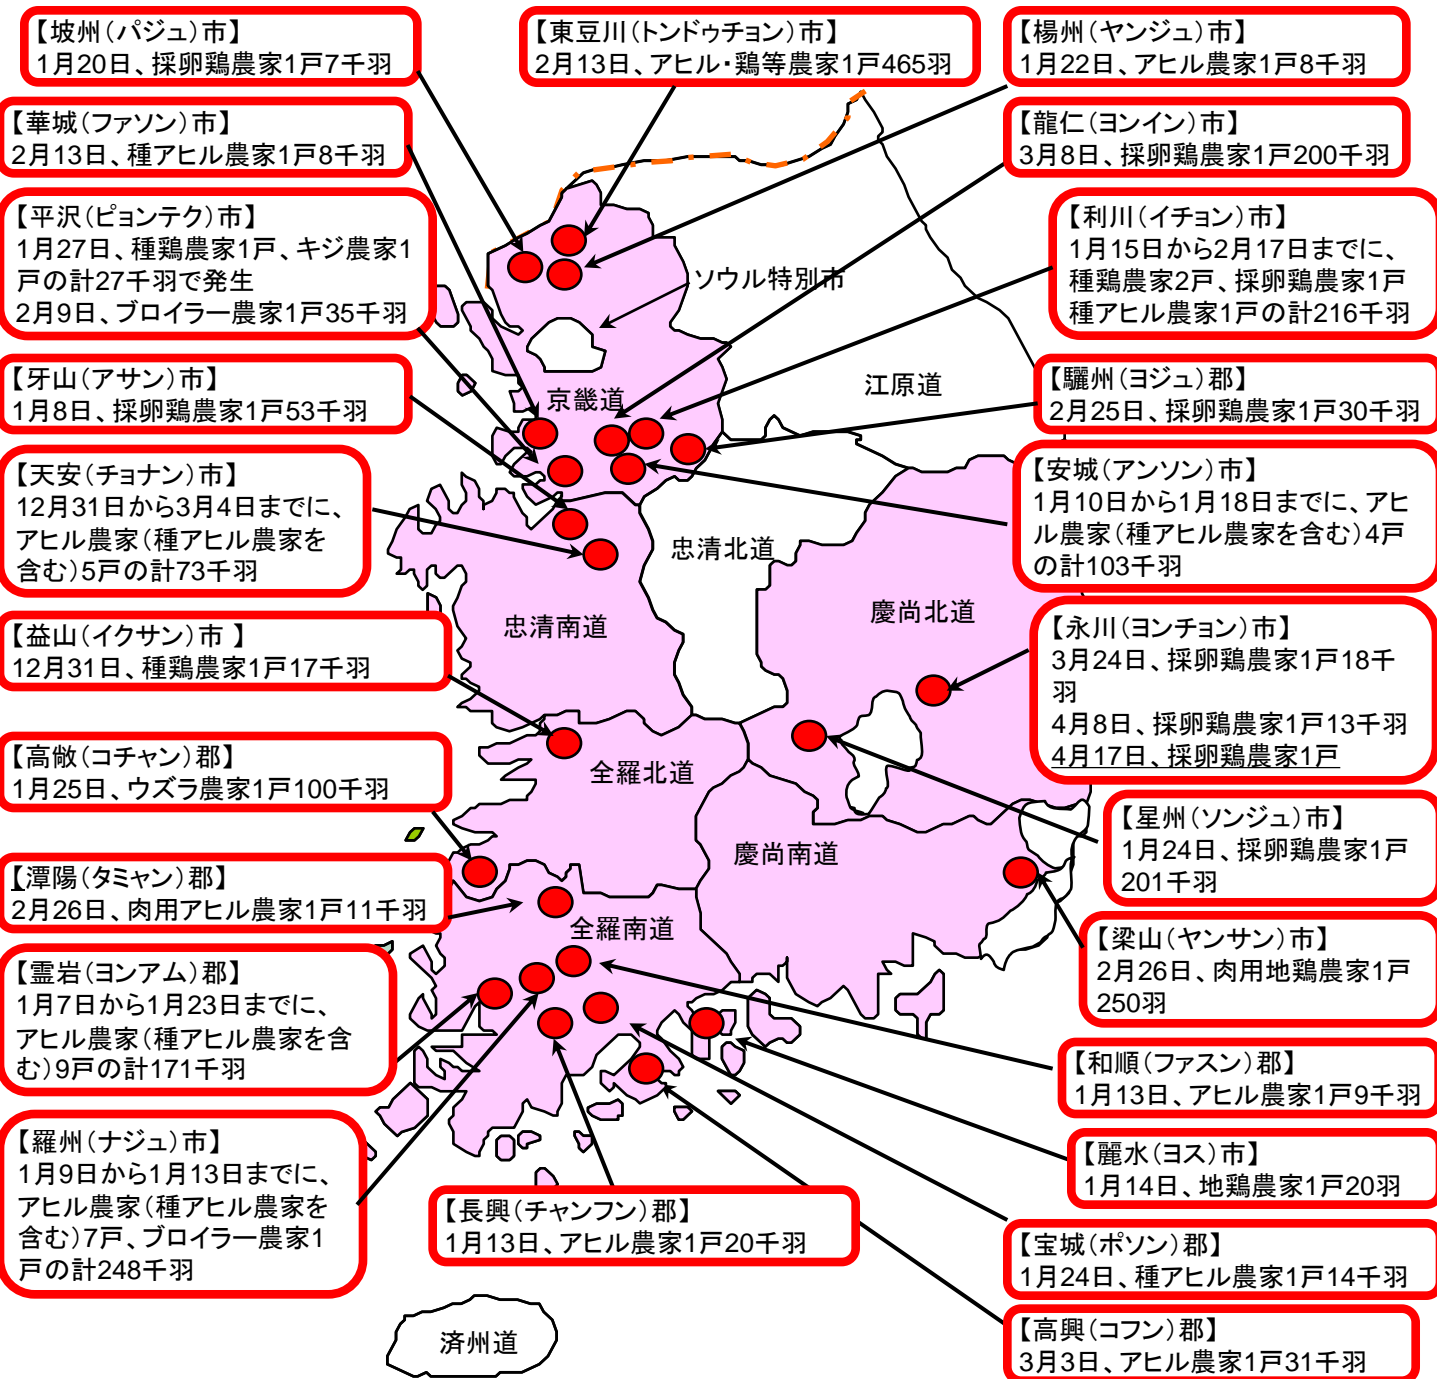 【坡州（パジュ）市】
1月20日、採卵鶏農家1戸7千羽
【東豆川（トンドゥチョン）市】
2月13日、アヒル・鶏等農家1戸465羽
【楊州（ヤンジュ）市】
1月22日、アヒル農家1戸8千羽
【華城（ファソン）市】
2月13日、種アヒル農家1戸8千羽
【龍仁（ヨンイン）市】
3月8日、採卵鶏農家1戸200千羽
【平沢（ピョンテク）市】
1月27日、種鶏農家1戸、キジ農家1
戸の計27千羽で発生
2月9日、ブロイラー農家1戸35千羽
【利川（イチョン）市】
1月15日から2月17日までに、
種鶏農家2戸、採卵鶏農家1戸
種アヒル農家1戸の計216千羽
ソウル特別市
【牙山（アサン）市】
1月8日、採卵鶏農家1戸53千羽
京畿道
江原道
【驪州（ヨジュ）郡】
2月25日、採卵鶏農家1戸30千羽
【天安（チョナン）市】
12月31日から3月4日までに、
アヒル農家（種アヒル農家を
含む）5戸の計73千羽
【安城（アンソン）市】
1月10日から1月18日までに、アヒ
ル農家（種アヒル農家を含む）4戸
の計103千羽
忠清北道
忠清南道
慶尚北道
【益山（イクサン）市 】
12月31日、種鶏農家1戸17千羽
【永川（ヨンチョン）市】
3月24日、採卵鶏農家1戸18千
羽
4月8日、採卵鶏農家1戸13千羽
4月17日、採卵鶏農家1戸
【高敞（コチャン）郡】
1月25日、ウズラ農家1戸100千羽
全羅北道
【星州（ソンジュ）市】
1月24日、採卵鶏農家1戸
201千羽
慶尚南道
【潭陽（タミャン）郡】
2月26日、肉用アヒル農家1戸11千羽
全羅南道
【梁山（ヤンサン）市】
2月26日、肉用地鶏農家1戸
250羽
【霊岩（ヨンアム）郡】
1月7日から1月23日までに、
アヒル農家（種アヒル農家を含
む）9戸の計171千羽
【和順（ファスン）郡】
1月13日、アヒル農家1戸9千羽
【羅州（ナジュ）市】
1月9日から1月13日までに、
アヒル農家（種アヒル農家を
含む）7戸、ブロイラー農家1
戸の計248千羽
【麗水（ヨス）市】
1月14日、地鶏農家1戸20羽
【長興（チャンフン）郡】
1月13日、アヒル農家1戸20千羽
【宝城（ポソン）郡】
1月24日、種アヒル農家1戸14千羽
【高興（コフン）郡】
3月3日、アヒル農家1戸31千羽
済州道